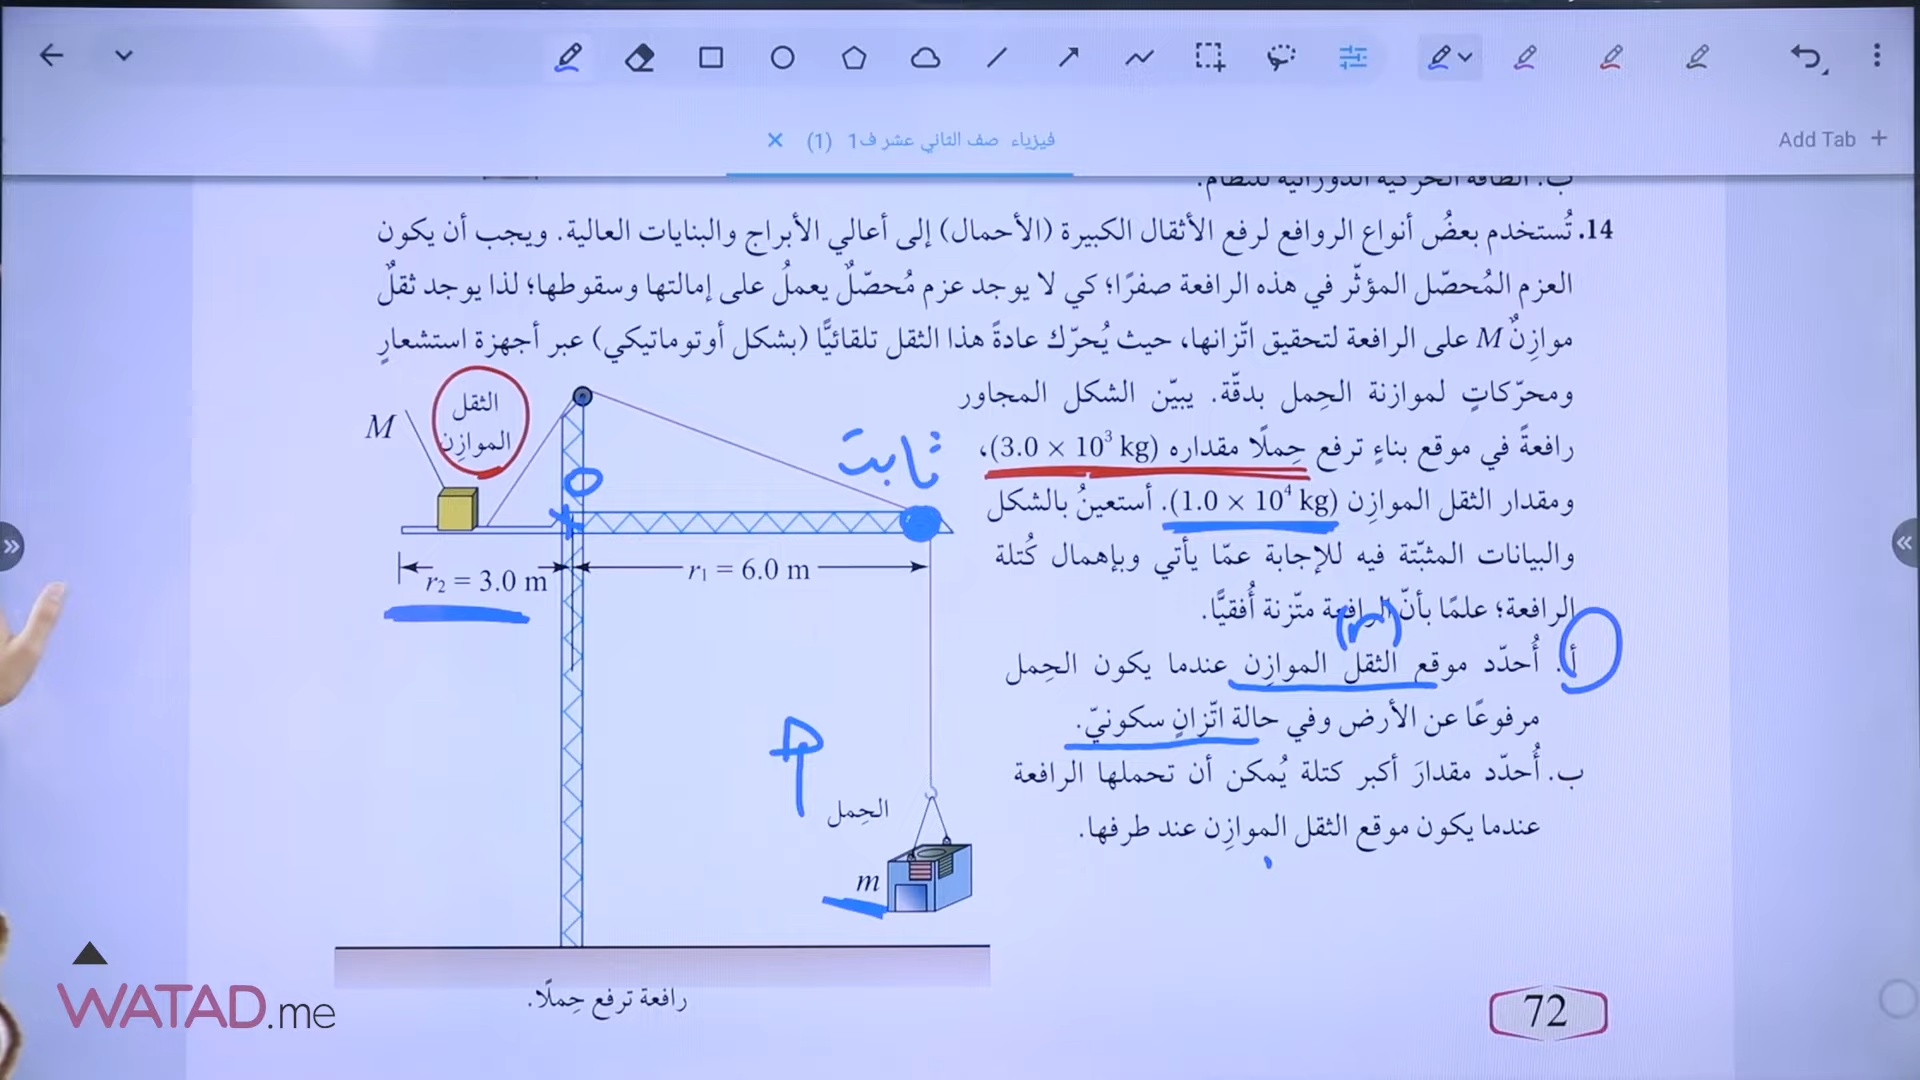 فيزياء صف الثاني عشر ف1 (1)
Add Tab
ب. الطاقة الحركية الدورانية للنظام.
14. تُستخدم بعضُ أنواع الروافع لرفع الأثقال الكبيرة (الأحمال) إلى أعالي الأبراج والبنايات العالية. ويجب أن يكون
العزم المُحصّل المؤثّر في هذه الرافعة صفرًا؛ كي لا يوجد عزم مُحصّلٌ يعملُ على إمالتها وسقوطها؛ لذا يوجد ثقلٌ
موازِنٌ M على الرافعة لتحقيق اتّزانها، حيث يُحرّك عادةً هذا الثقل تلقائيًّا (بشكل أوتوماتيكي) عبر أجهزة استشعارٍ
ومحرّكاتٍ لموازنة الحِمل بدقّة. يبيّن الشكل المجاور
رافعةً في موقع بناءٍ ترفع حِملًا مقداره (3.0 × 10³ kg)،
ومقدار الثقل الموازِن (1.0 × 10⁴ kg). أستعينُ بالشكل
والبيانات المثبّتة فيه للإجابة عمّا يأتي وبإهمال كُتلة
الرافعة؛ علمًا بأنّ الرافعة متّزنة أُفقيًّا.
(r)
أ. أُحدّد موقع الثقل الموازِن عندما يكون الحِمل
مرفوعًا عن الأرض وفي حالة اتّزانٍ سكونيّ.
ب. أُحدّد مقدارَ أكبر كتلة يُمكن أن تحملها الرافعة
عندما يكون موقع الثقل الموازِن عند طرفها.
الثقل
الموازِن
M
ثابت
O
r₂ = 3.0 m
r₁ = 6.0 m
الحِمل
m
رافعة ترفع حِملًا.
72
WATAD.me